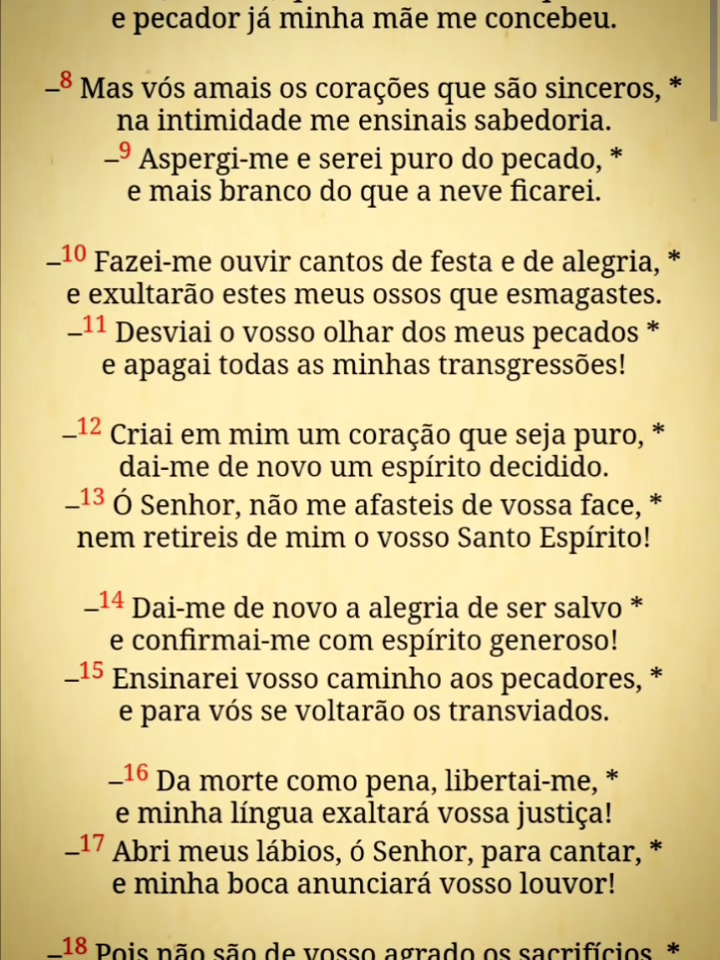 e pecador já minha mãe me concebeu.
–8 Mas vós amais os corações que são sinceros, *
na intimidade me ensinais sabedoria.
–9 Aspergi-me e serei puro do pecado, *
e mais branco do que a neve ficarei.
–10 Fazei-me ouvir cantos de festa e de alegria, *
e exultarão estes meus ossos que esmagastes.
–11 Desviai o vosso olhar dos meus pecados *
e apagai todas as minhas transgressões!
–12 Criai em mim um coração que seja puro, *
dai-me de novo um espírito decidido.
–13 Ó Senhor, não me afasteis de vossa face, *
nem retireis de mim o vosso Santo Espírito!
–14 Dai-me de novo a alegria de ser salvo *
e confirmai-me com espírito generoso!
–15 Ensinarei vosso caminho aos pecadores, *
e para vós se voltarão os transviados.
–16 Da morte como pena, libertai-me, *
e minha língua exaltará vossa justiça!
–17 Abri meus lábios, ó Senhor, para cantar, *
e minha boca anunciará vosso louvor!
–18 Pois não são de vosso agrado os sacrifícios, *